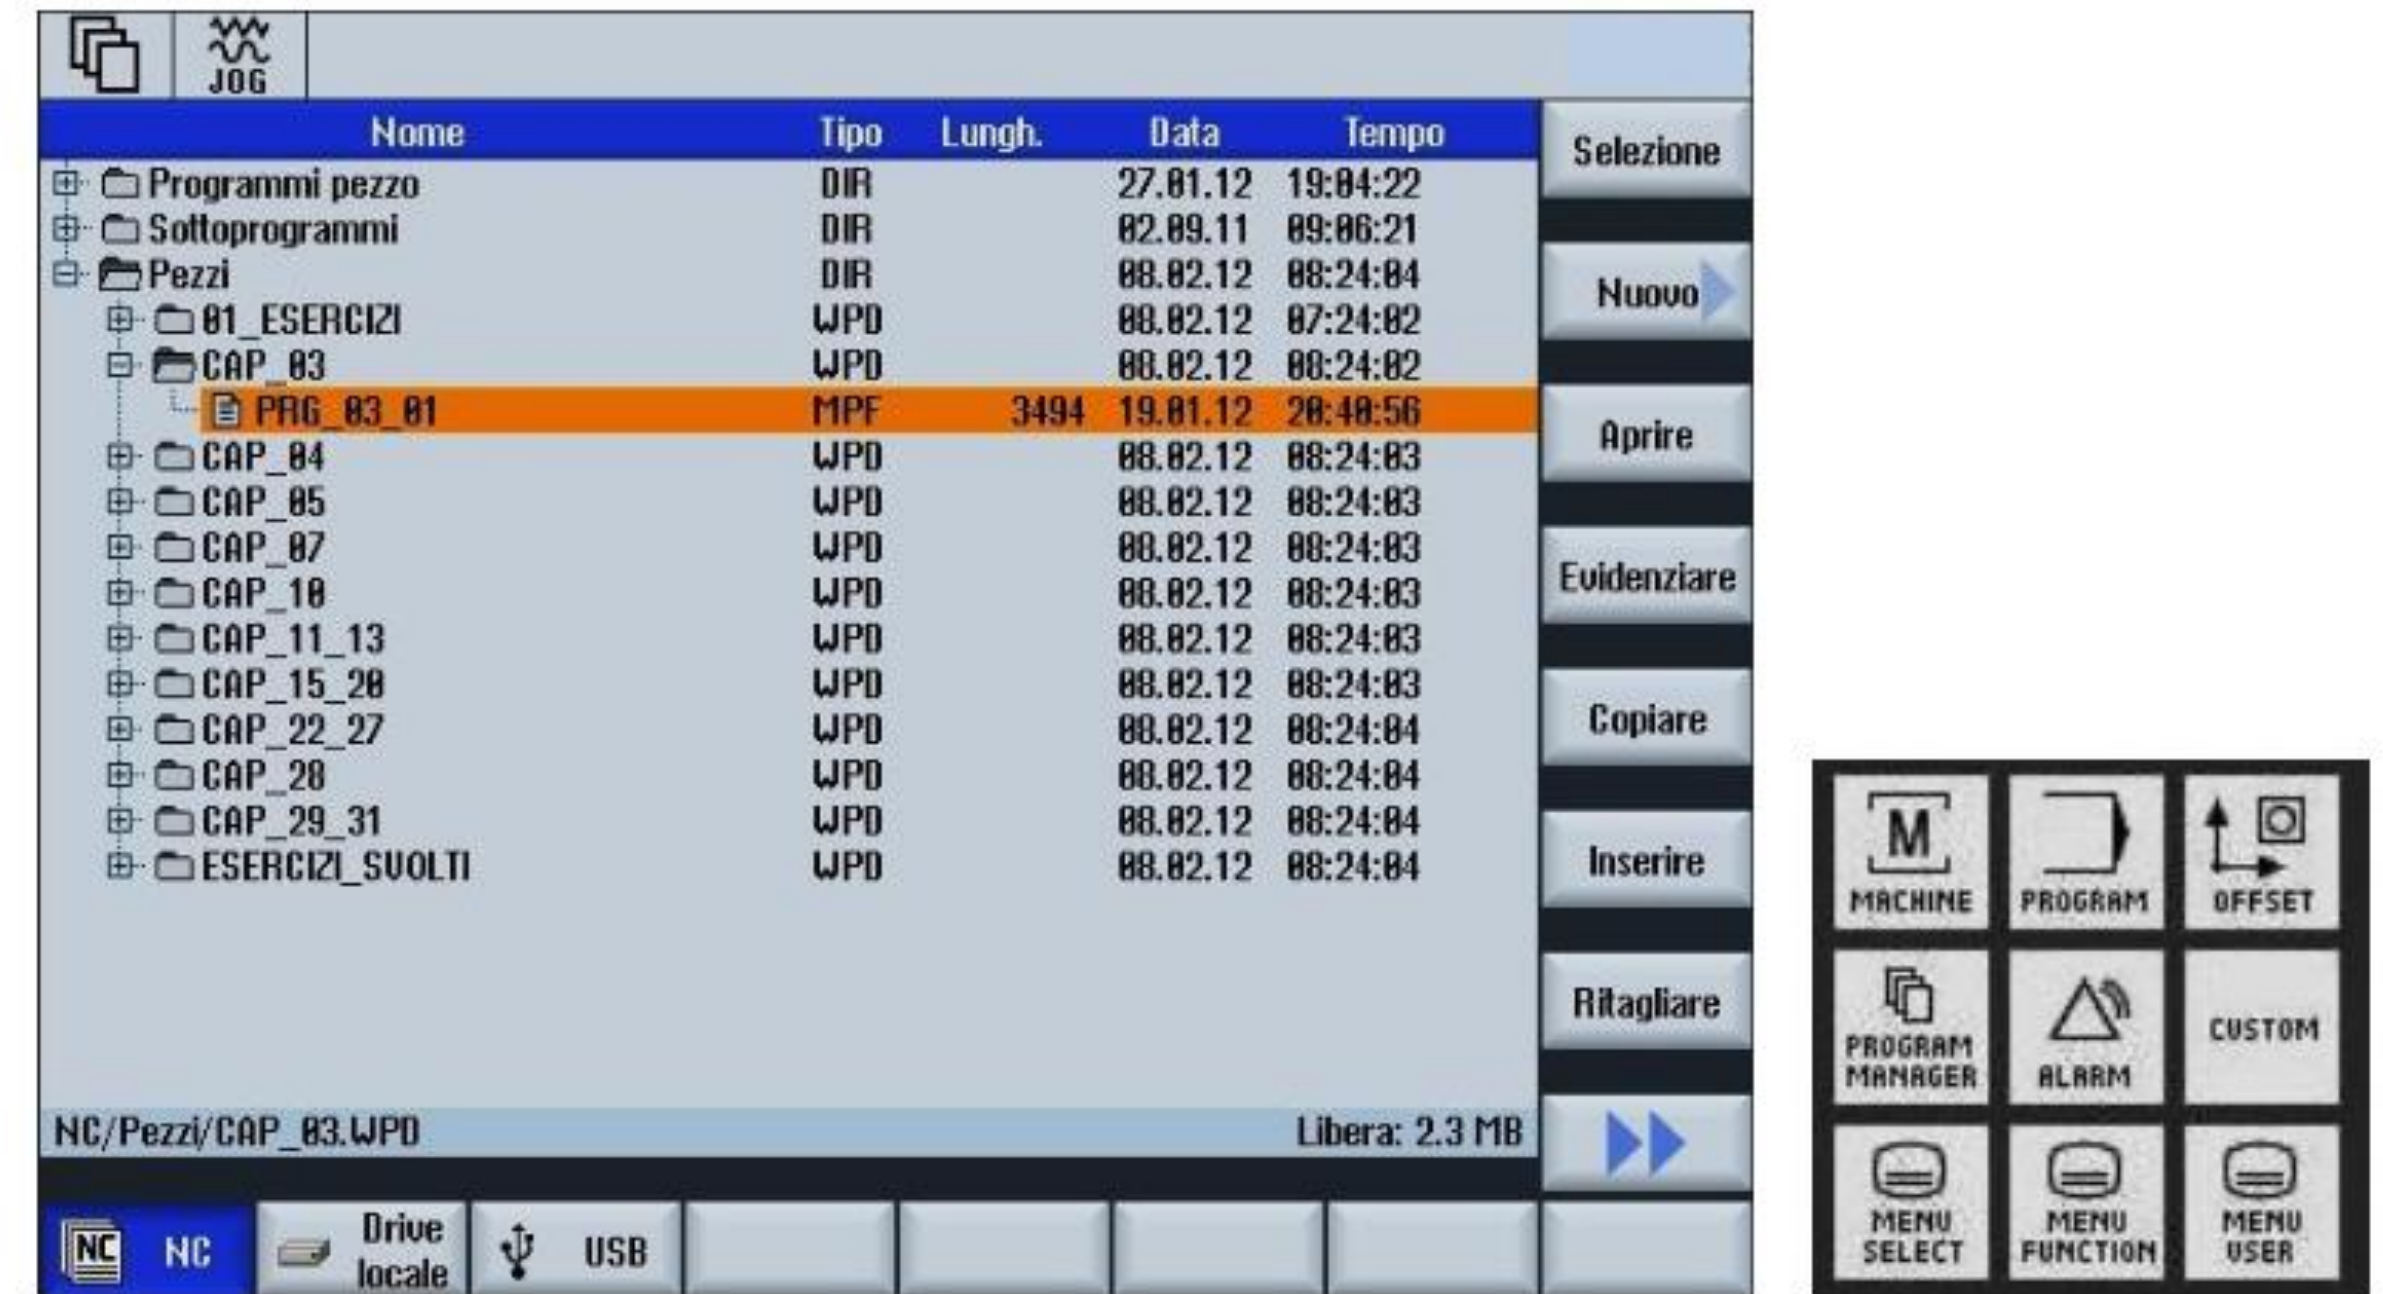 JOG
Nome Tipo Lungh. Data Tempo
Programmi pezzo DIR 27.01.12 19:04:22
Sottoprogrammi DIR 02.09.11 09:06:21
Pezzi DIR 08.02.12 08:24:04
01_ESERCIZI WPD 08.02.12 07:24:02
CAP_03 WPD 08.02.12 08:24:02
PRG_03_01 MPF 3494 19.01.12 20:40:56
CAP_04 WPD 08.02.12 08:24:03
CAP_05 WPD 08.02.12 08:24:03
CAP_07 WPD 08.02.12 08:24:03
CAP_10 WPD 08.02.12 08:24:03
CAP_11_13 WPD 08.02.12 08:24:03
CAP_15_20 WPD 08.02.12 08:24:03
CAP_22_27 WPD 08.02.12 08:24:04
CAP_28 WPD 08.02.12 08:24:04
CAP_29_31 WPD 08.02.12 08:24:04
ESERCIZI_SVOLTI WPD 08.02.12 08:24:04
NC/Pezzi/CAP_03.WPD Libera: 2.3 MB
Selezione
Nuovo
Aprire
Evidenziare
Copiare
Inserire
Ritagliare
NC NC
Drive
locale
USB
M
MACHINE
PROGRAM
OFFSET
PROGRAM
MANAGER
ALARM
CUSTOM
MENU
SELECT
MENU
FUNCTION
MENU
USER